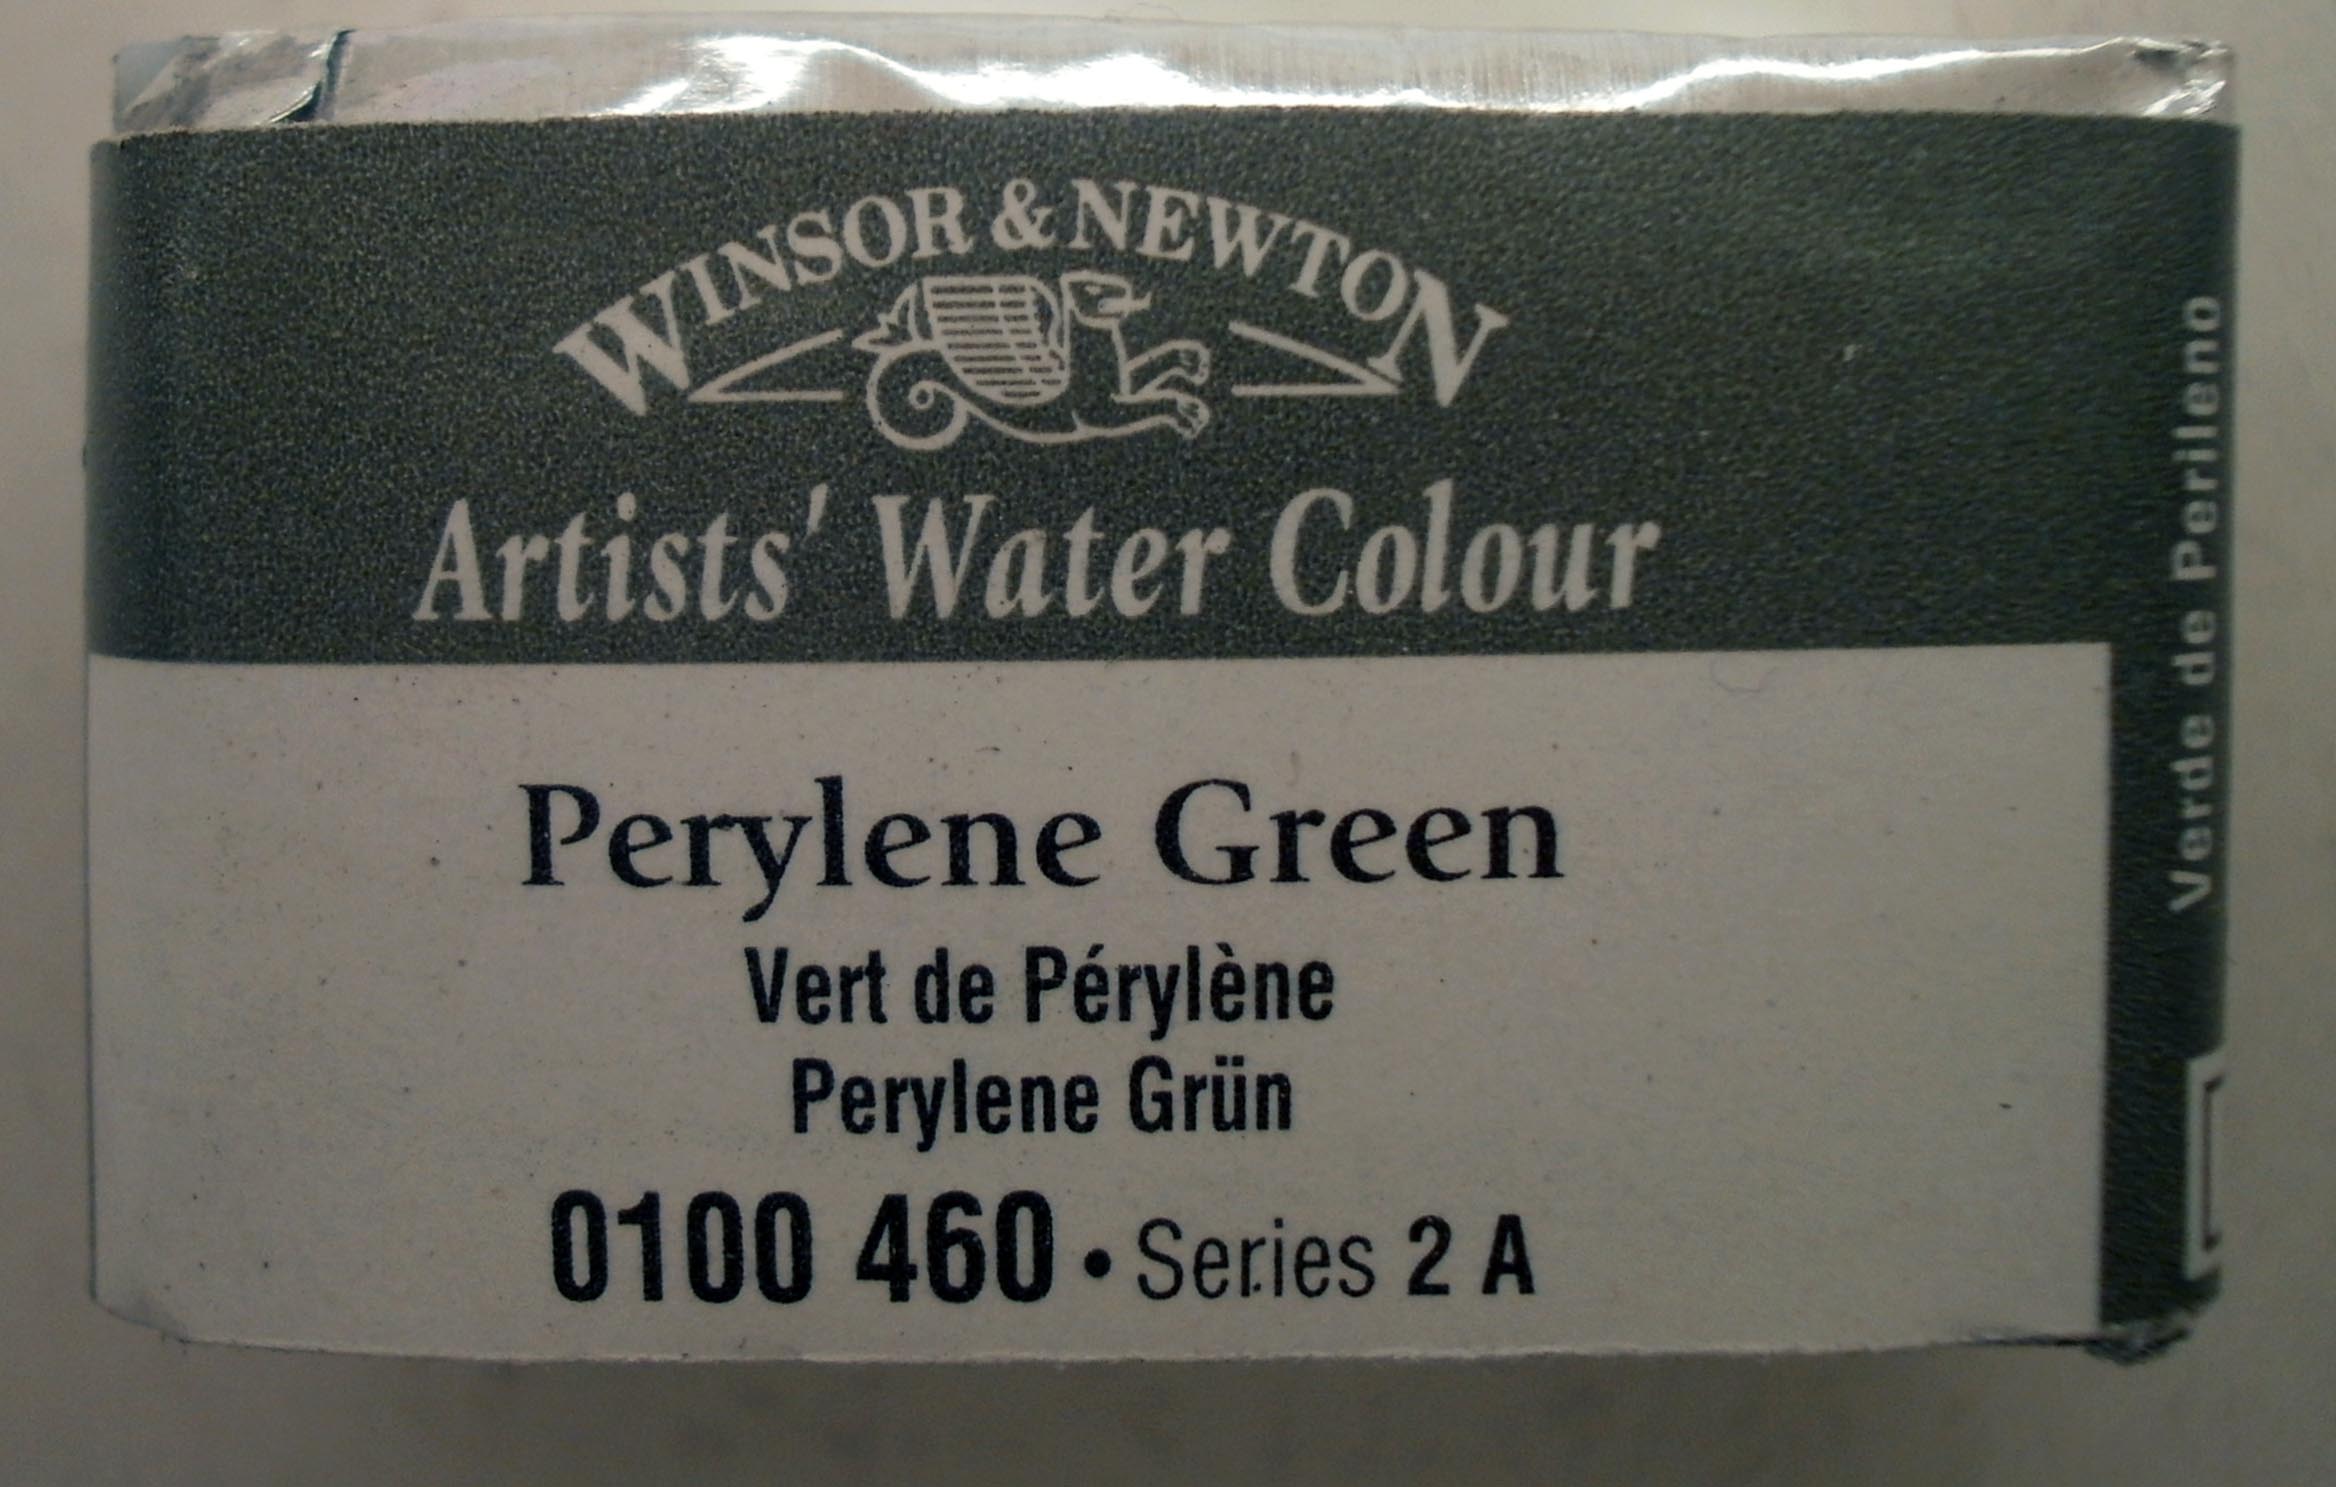 WINSOR & NEWTON
Artists' Water Colour
Perylene Green
Vert de Pérylène
Perylene Grün
0100 460 • Series 2 A
Verde de Perileno